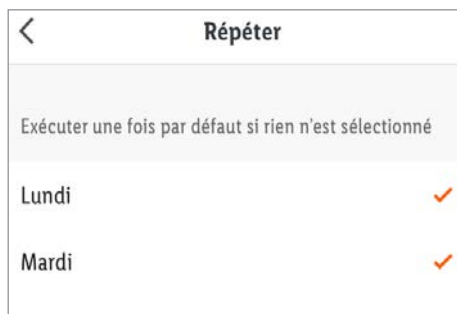 Répéter
Exécuter une fois par défaut si rien n'est sélectionné
Lundi
Mardi